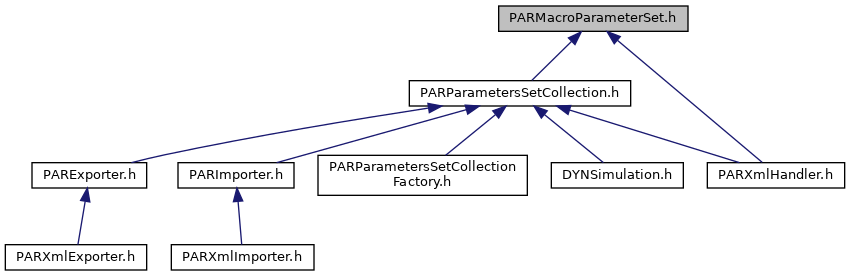 PARMacroParameterSet.h
PARParametersSetCollection.h
PARExporter.h
PARImporter.h
PARParametersSetCollection
Factory.h
DYNSimulation.h
PARXmlHandler.h
PARXmlExporter.h
PARXmlImporter.h